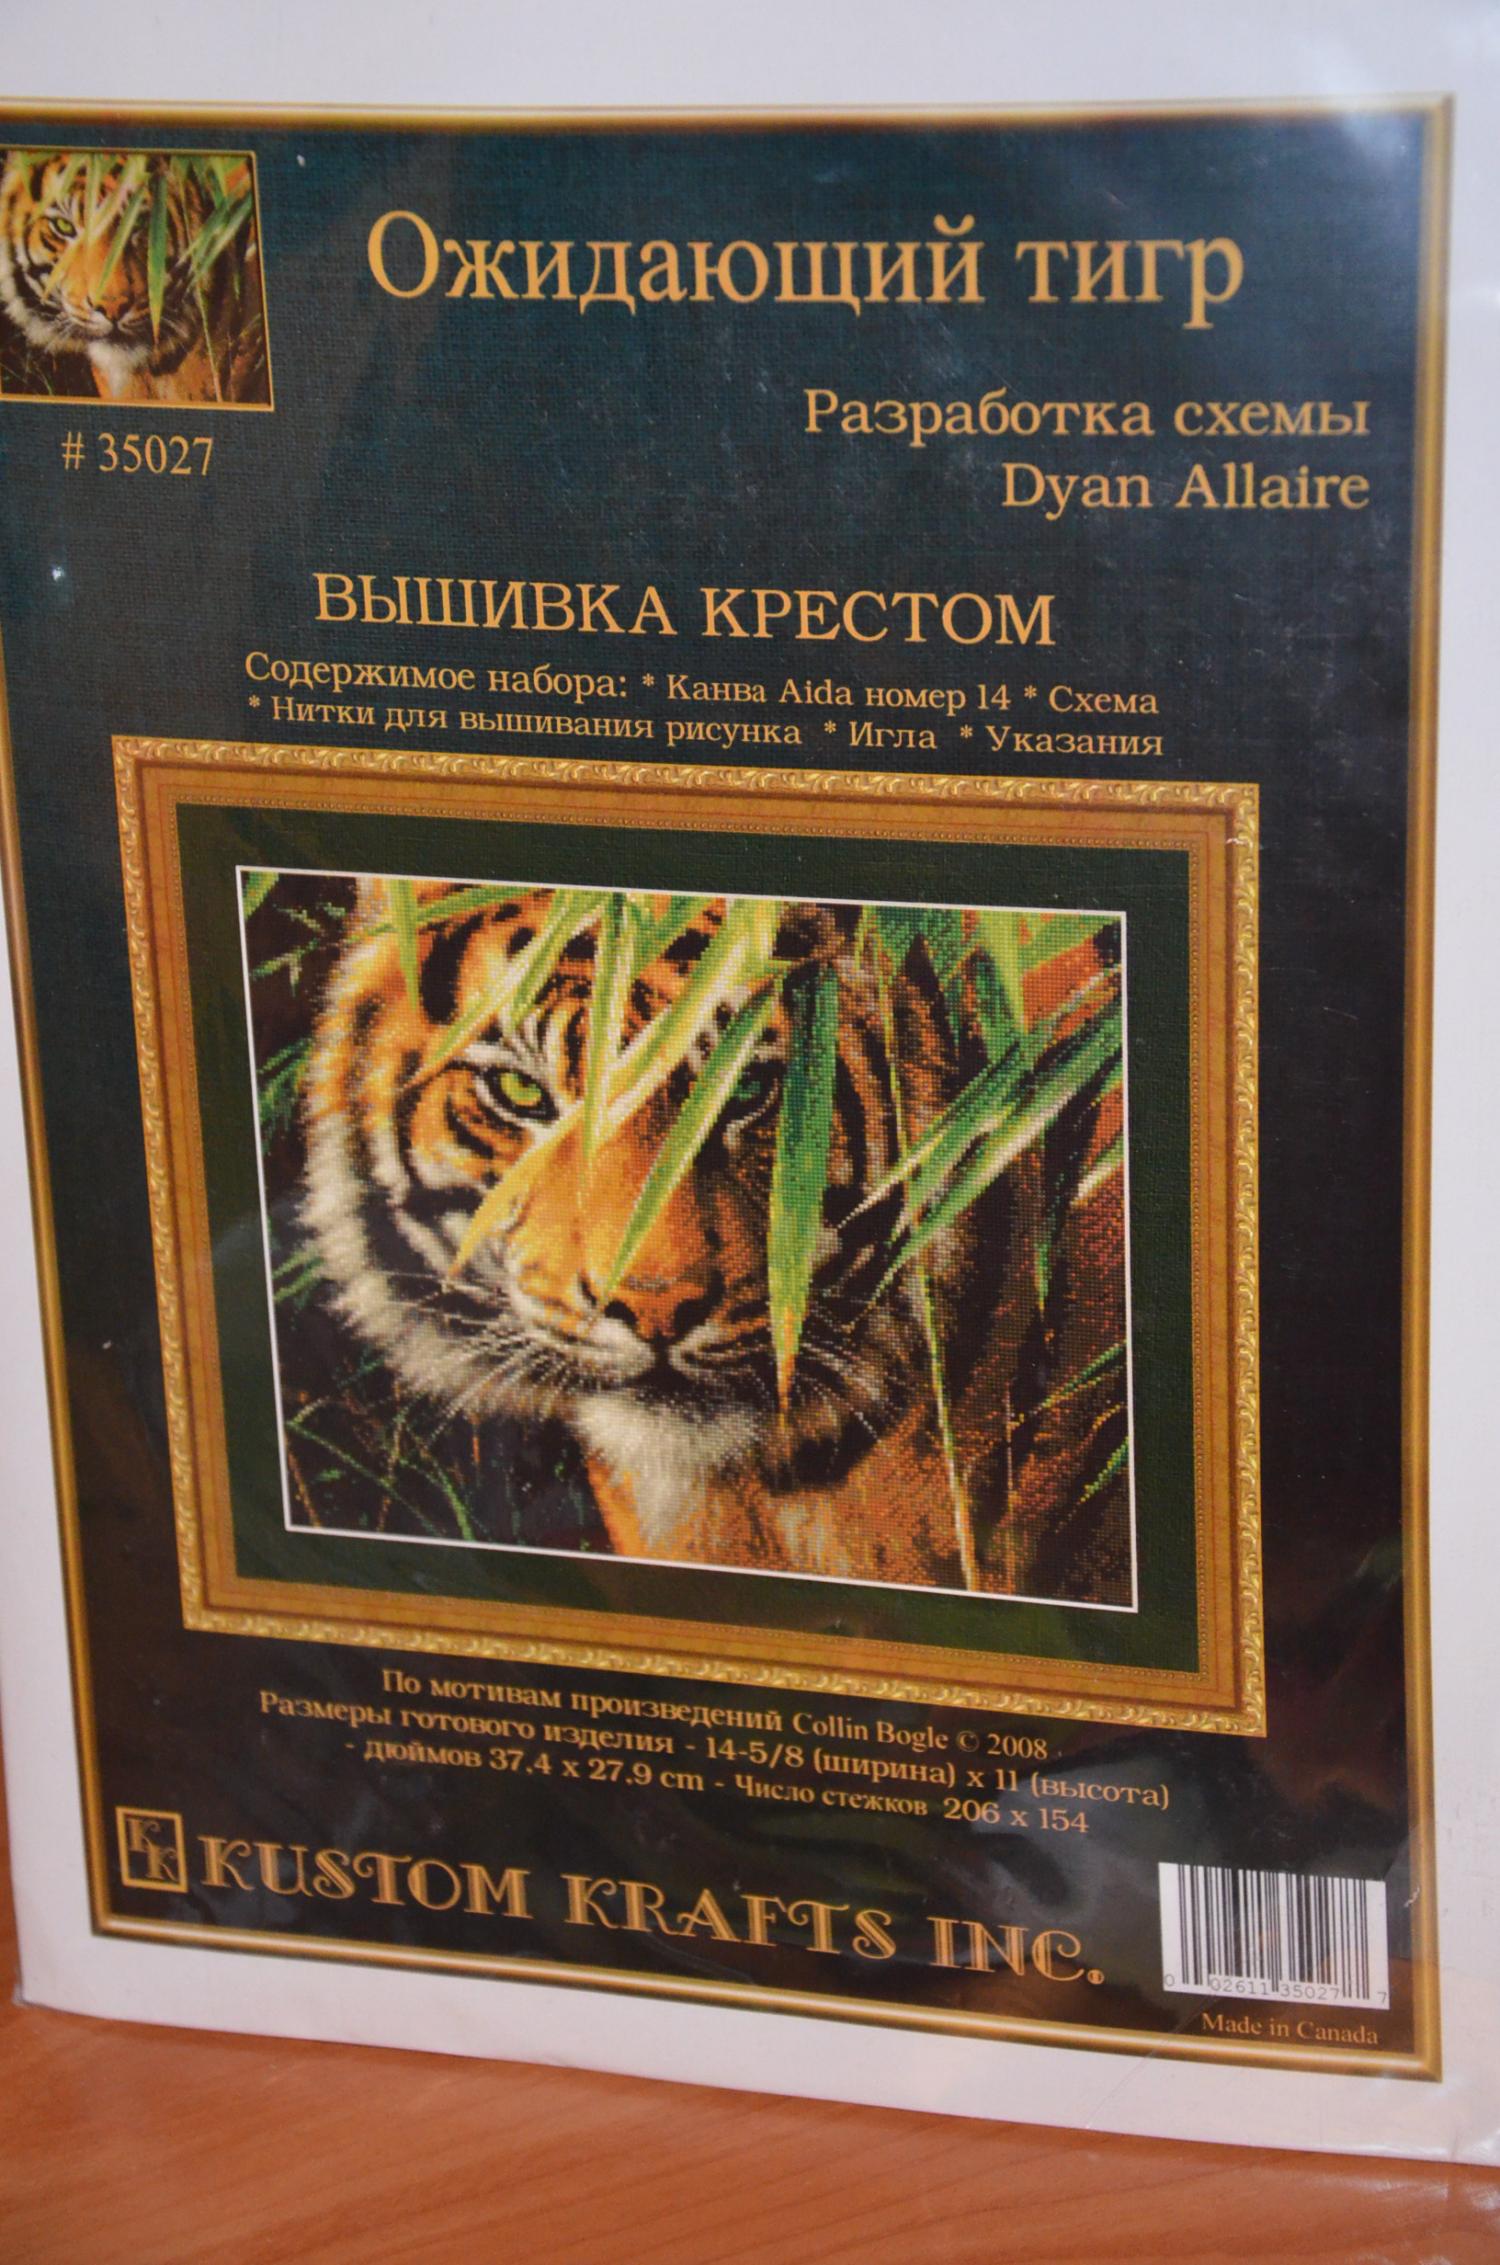 Ожидающий тигр
# 35027
Разработка схемы
Dyan Allaire
ВЫШИВКА КРЕСТОМ
Содержимое набора: * Канва Aida номер 14 * Схема
* Нитки для вышивания рисунка * Игла * Указания
По мотивам произведений Collin Bogle © 2008
Размеры готового изделия - 14-5/8 (ширина) x 11 (высота)
- дюймов 37.4 x 27.9 cm - Число стежков 206 x 154
KK KUSTOM KRAFTS INC.
0 02611 35027 7
Made in Canada